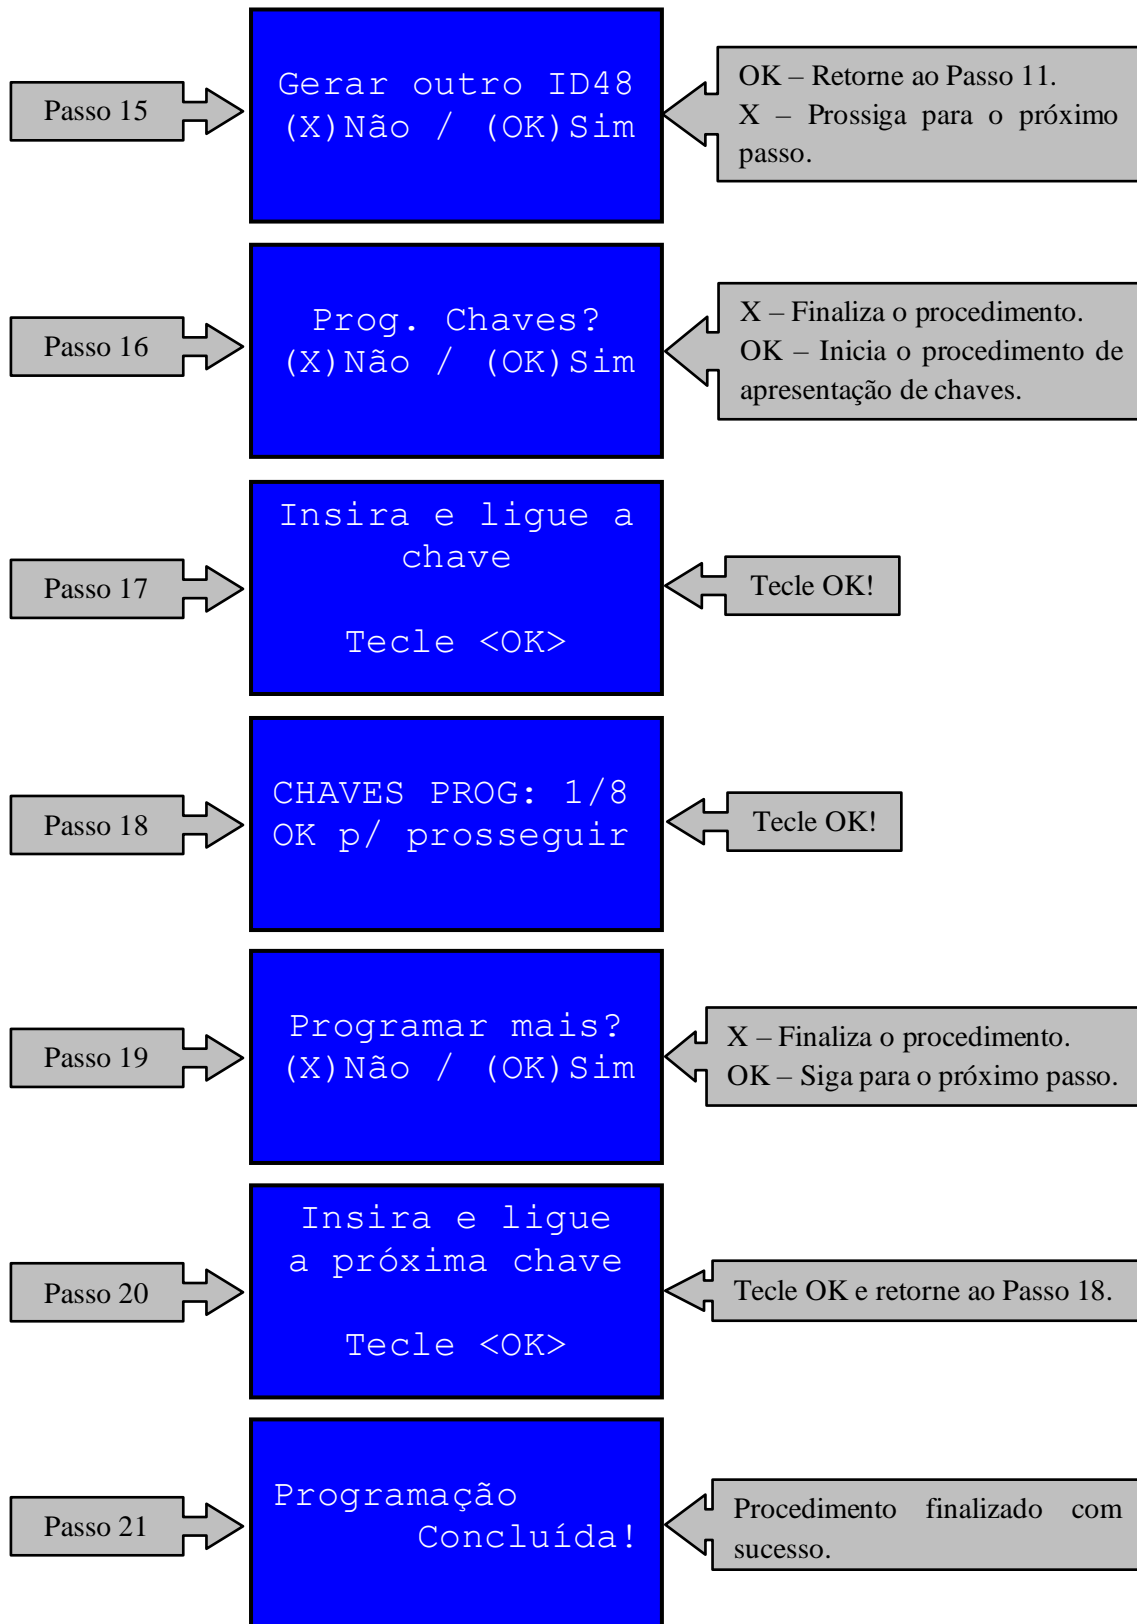 Passo 15
Gerar outro ID48
(X)Não / (OK)Sim
OK – Retorne ao Passo 11.
X – Prossiga para o próximo
passo.
Passo 16
Prog. Chaves?
(X)Não / (OK)Sim
X – Finaliza o procedimento.
OK – Inicia o procedimento de
apresentação de chaves.
Passo 17
Insira e ligue a
chave
Tecle <OK>
Tecle OK!
Passo 18
CHAVES PROG: 1/8
OK p/ prosseguir
Tecle OK!
Passo 19
Programar mais?
(X)Não / (OK)Sim
X – Finaliza o procedimento.
OK – Siga para o próximo passo.
Passo 20
Insira e ligue
a próxima chave
Tecle <OK>
Tecle OK e retorne ao Passo 18.
Passo 21
Programação
Concluída!
Procedimento finalizado com
sucesso.